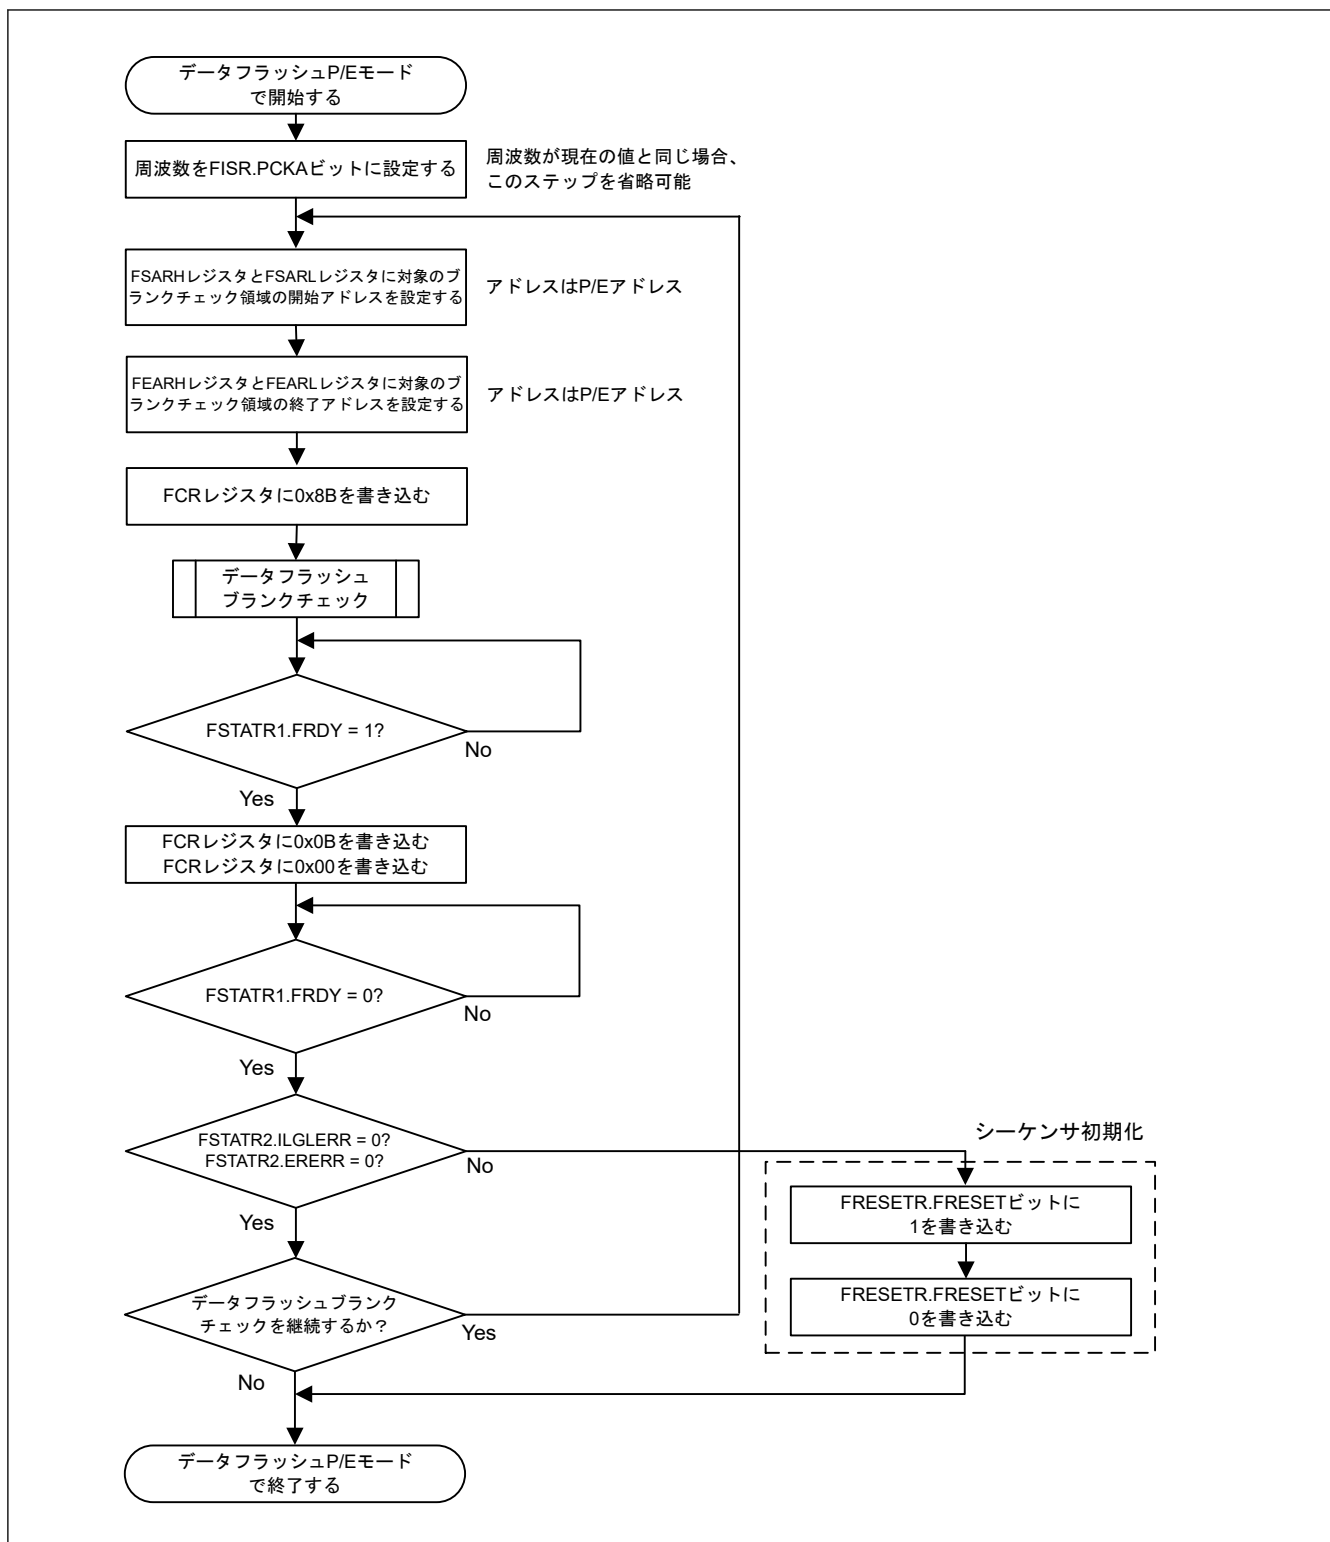 データフラッシュP/Eモード
で開始する
周波数をFISR.PCKAビットに設定する
周波数が現在の値と同じ場合、
このステップを省略可能
FSARHレジスタとFSARLレジスタに対象のブ
ランクチェック領域の開始アドレスを設定する
アドレスはP/Eアドレス
FEARHレジスタとFEARLレジスタに対象のブ
ランクチェック領域の終了アドレスを設定する
アドレスはP/Eアドレス
FCRレジスタに0x8Bを書き込む
データフラッシュ
ブランクチェック
FSTATR1.FRDY = 1?
No
Yes
FCRレジスタに0x0Bを書き込む
FCRレジスタに0x00を書き込む
FSTATR1.FRDY = 0?
No
Yes
FSTATR2.ILGLERR = 0?
FSTATR2.ERERR = 0?
No
Yes
シーケンサ初期化
FRESETR.FRESETビットに
1を書き込む
FRESETR.FRESETビットに
0を書き込む
データフラッシュブランク
チェックを継続するか？
Yes
No
データフラッシュP/Eモード
で終了する